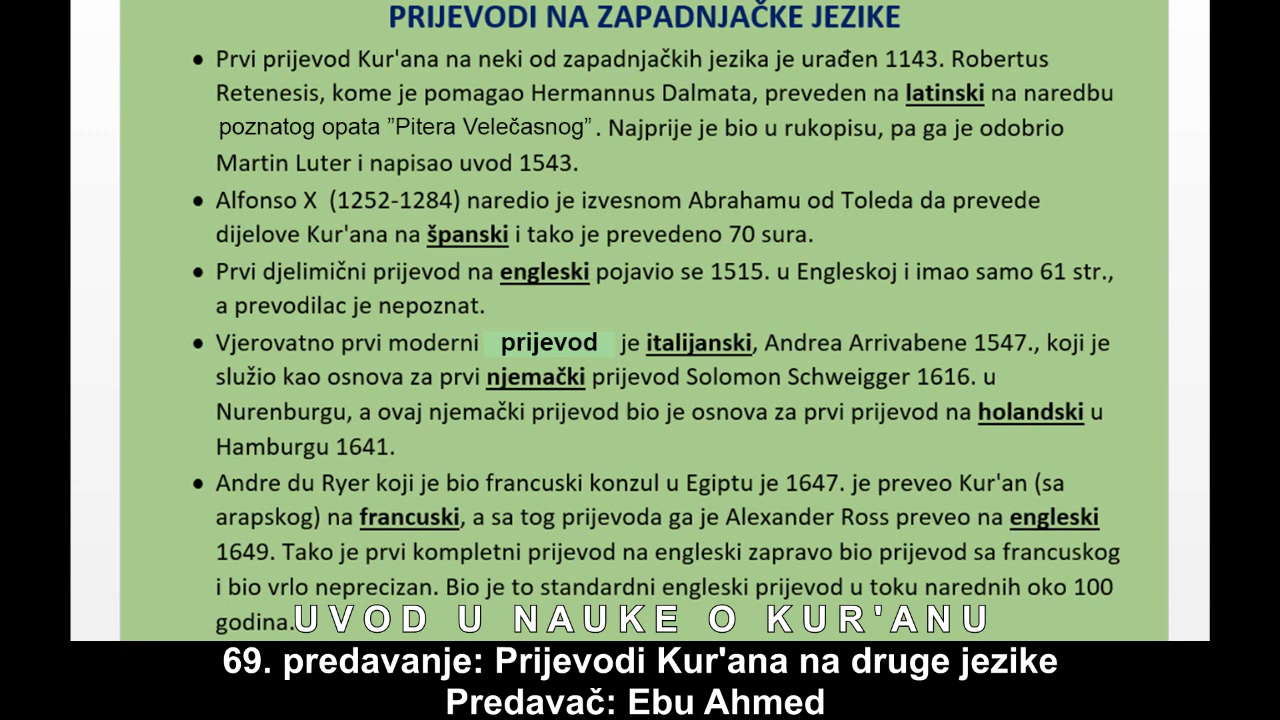 PRIJEVODI NA ZAPADNJAČKE JEZIKE
• Prvi prijevod Kur'ana na neki od zapadnjačkih jezika je urađen 1143. Robertus
Retenesis, kome je pomagao Hermannus Dalmata, preveden na latinski na naredbu
poznatog opata ”Pitera Velečasnog” . Najprije je bio u rukopisu, pa ga je odobrio
Martin Luter i napisao uvod 1543.
• Alfonso X (1252-1284) naredio je izvesnom Abrahamu od Toleda da prevede
dijelove Kur'ana na španski i tako je prevedeno 70 sura.
• Prvi djelimični prijevod na engleski pojavio se 1515. u Engleskoj i imao samo 61 str.,
a prevodilac je nepoznat.
• Vjerovatno prvi moderni prijevod je italijanski, Andrea Arrivabene 1547., koji je
služio kao osnova za prvi njemački prijevod Solomon Schweigger 1616. u
Nurenburgu, a ovaj njemački prijevod bio je osnova za prvi prijevod na holandski u
Hamburgu 1641.
• Andre du Ryer koji je bio francuski konzul u Egiptu je 1647. je preveo Kur'an (sa
arapskog) na francuski, a sa tog prijevoda ga je Alexander Ross preveo na engleski
1649. Tako je prvi kompletni prijevod na engleski zapravo bio prijevod sa francuskog
i bio vrlo neprecizan. Bio je to standardni engleski prijevod u toku narednih oko 100
godina.
UVOD U NAUKE O KUR'ANU
69. predavanje: Prijevodi Kur'ana na druge jezike
Predavač: Ebu Ahmed